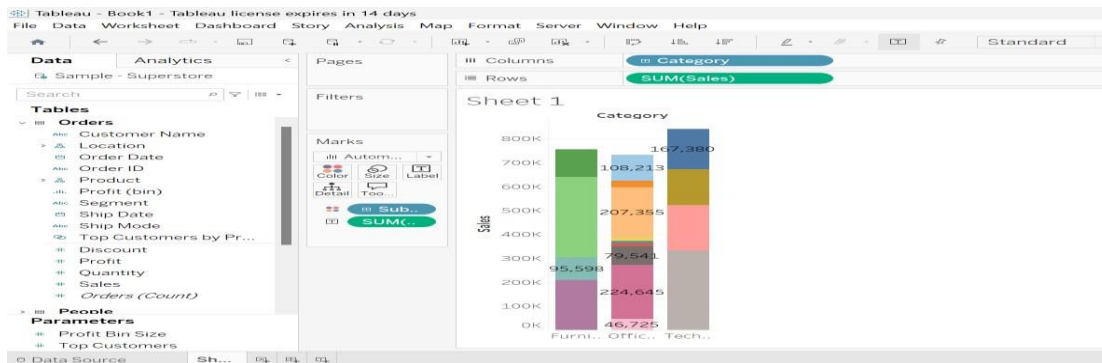 Tableau - Book1 - Tableau license expires in 14 days
File Data Worksheet Dashboard Story Analysis Map Format Server Window Help
Standard
Data Analytics
Sample - Superstore
Search
Tables
Orders
Abc Customer Name
Location
Order Date
Abc Order ID
Product
Profit (bin)
Abc Segment
Ship Date
Abc Ship Mode
Top Customers by Pr...
Discount
Profit
Quantity
Sales
Orders (Count)
People
Parameters
Profit Bin Size
Top Customers
Pages
Filters
Marks
Autom...
Color Size Label
Detail Too...
Sub..
SUM(..
Columns Category
Rows SUM(Sales)
Sheet 1
Category
Sales
800K
700K
600K
500K
400K
300K
200K
100K
0K
167,380
108,213
207,355
79,541
95,598
224,645
46,725
Furni.. Offic.. Tech..
Data Source Sh...